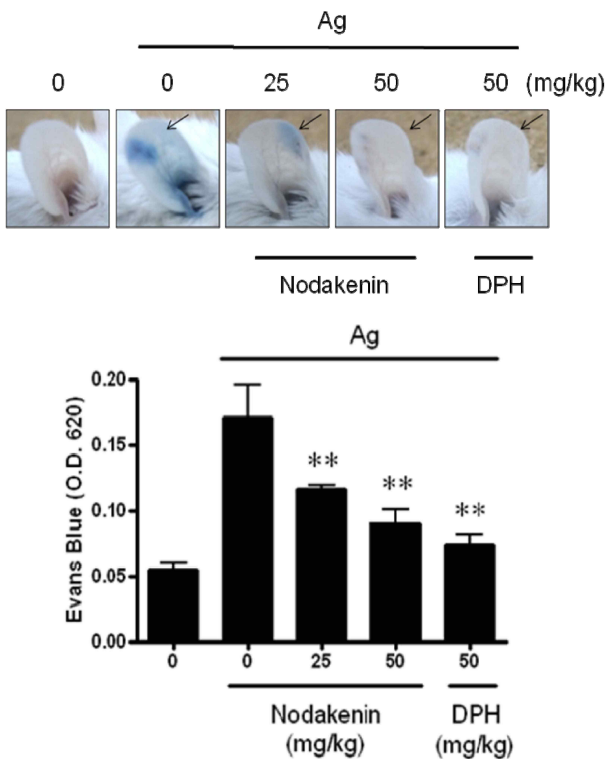 Ag
0 0 25 50 50 (mg/kg)
Nodakenin DPH
Ag
0.20
0.15
0.10
0.05
0.00
Evans Blue (O.D. 620)
** ** **
0 0 25 50 50
Nodakenin DPH
(mg/kg) (mg/kg)